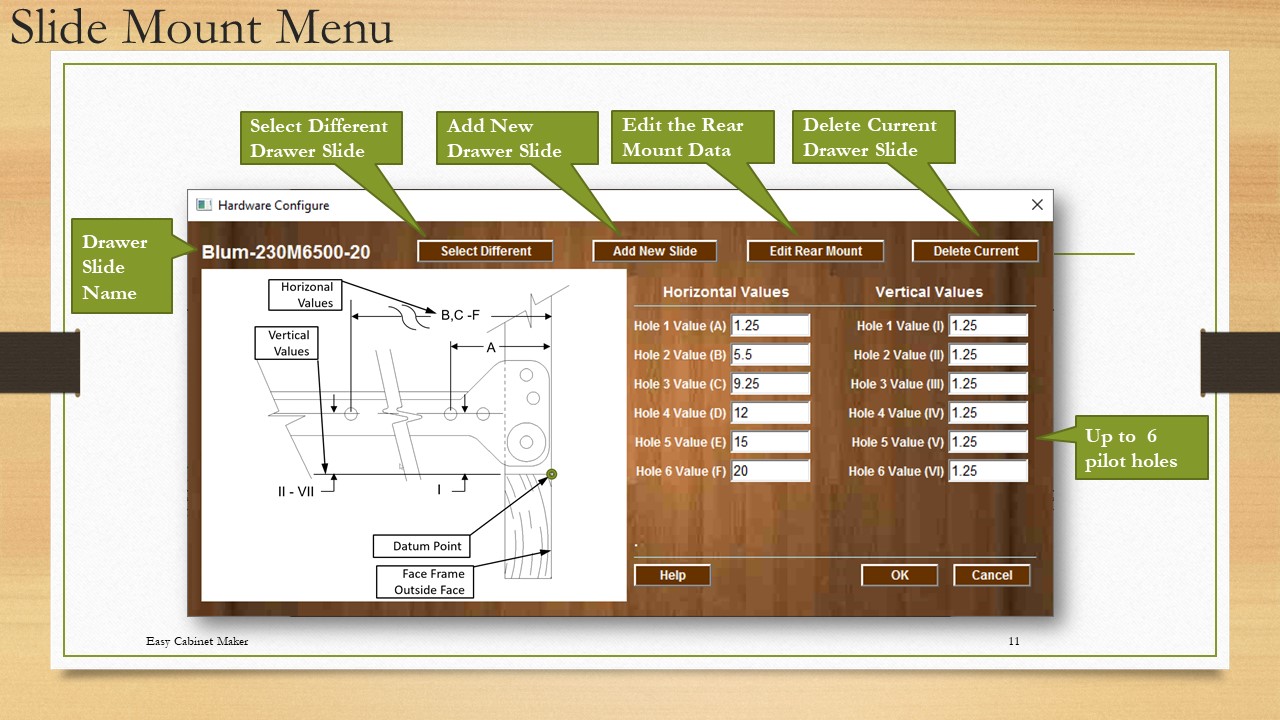 Slide Mount Menu
Select Different
Drawer Slide
Add New
Drawer Slide
Edit the Rear
Mount Data
Delete Current
Drawer Slide
Hardware Configure
Drawer
Slide
Name
Blum-230M6500-20
Select Different
Add New Slide
Edit Rear Mount
Delete Current
Horizonal
Values
B,C -F
Vertical
Values
A
II - VII
I
Datum Point
Face Frame
Outside Face
Horizontal Values
Vertical Values
Hole 1 Value (A) 1.25
Hole 1 Value (I) 1.25
Hole 2 Value (B) 5.5
Hole 2 Value (II) 1.25
Hole 3 Value (C) 9.25
Hole 3 Value (III) 1.25
Hole 4 Value (D) 12
Hole 4 Value (IV) 1.25
Hole 5 Value (E) 15
Hole 5 Value (V) 1.25
Hole 6 Value (F) 20
Hole 6 Value (VI) 1.25
Up to 6
pilot holes
.
Help
OK
Cancel
Easy Cabinet Maker
11